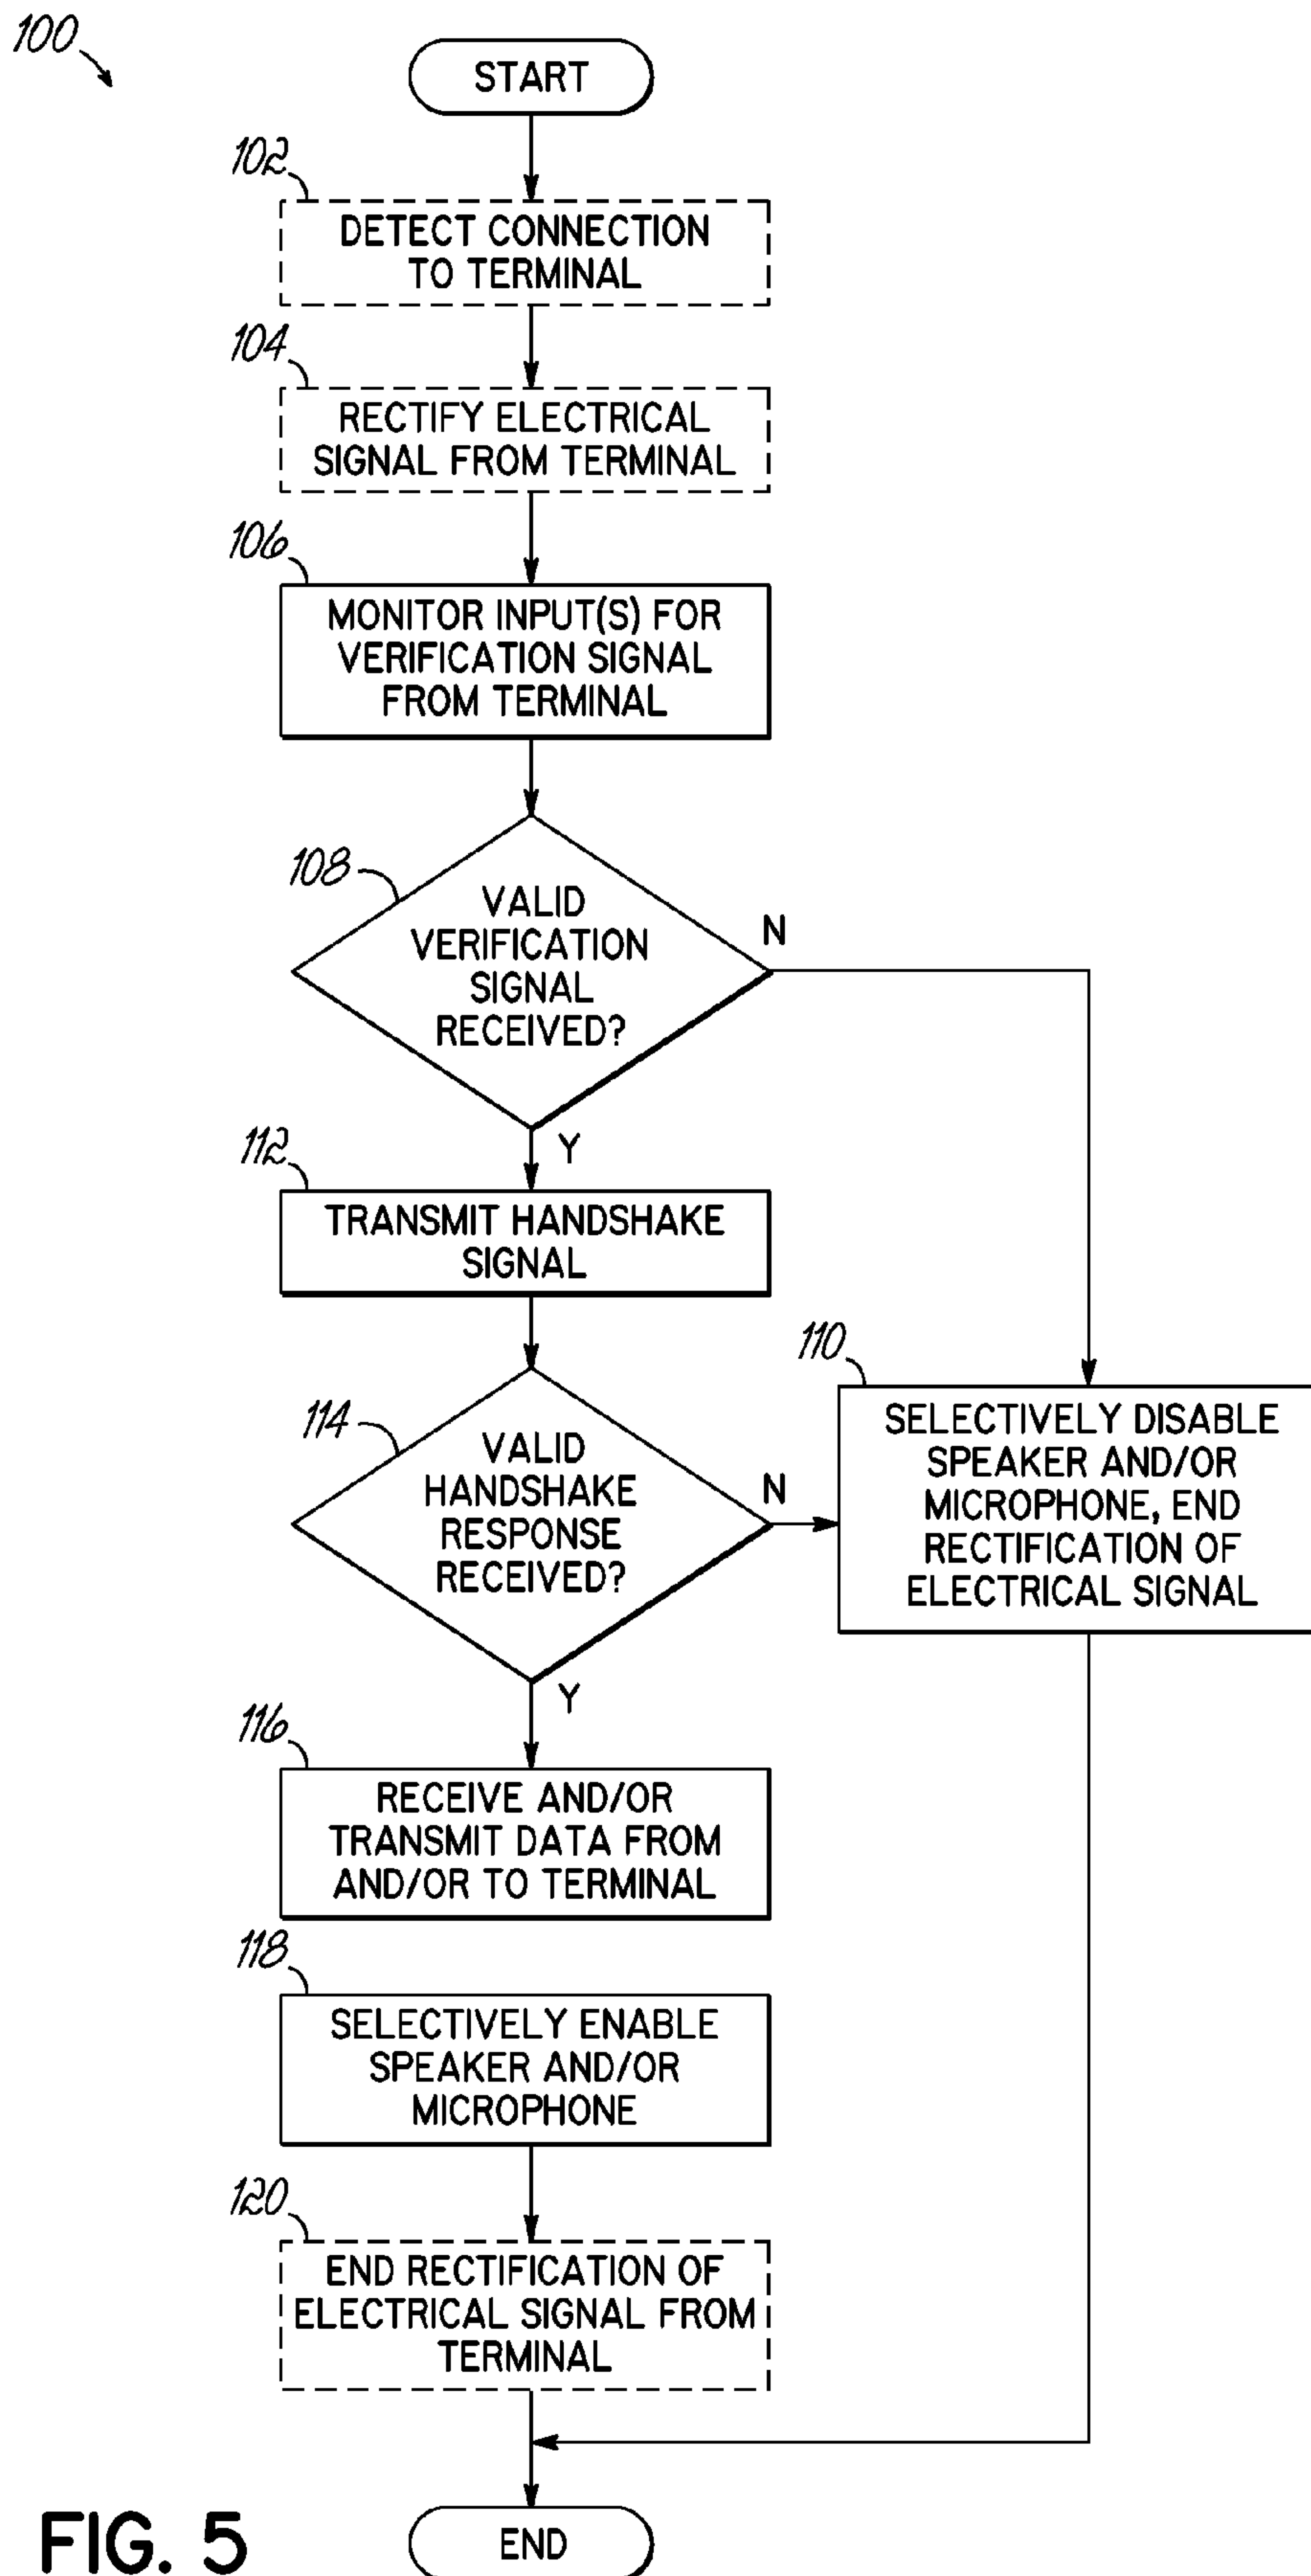 100
START
102
DETECT CONNECTION
TO TERMINAL
104
RECTIFY ELECTRICAL
SIGNAL FROM TERMINAL
106
MONITOR INPUT(S) FOR
VERIFICATION SIGNAL
FROM TERMINAL
108
VALID
VERIFICATION
SIGNAL
RECEIVED?
N
Y
112
TRANSMIT HANDSHAKE
SIGNAL
114
VALID
HANDSHAKE
RESPONSE
RECEIVED?
N
Y
110
SELECTIVELY DISABLE
SPEAKER AND/OR
MICROPHONE, END
RECTIFICATION OF
ELECTRICAL SIGNAL
116
RECEIVE AND/OR
TRANSMIT DATA FROM
AND/OR TO TERMINAL
118
SELECTIVELY ENABLE
SPEAKER AND/OR
MICROPHONE
120
END RECTIFICATION OF
ELECTRICAL SIGNAL FROM
TERMINAL
END
FIG. 5